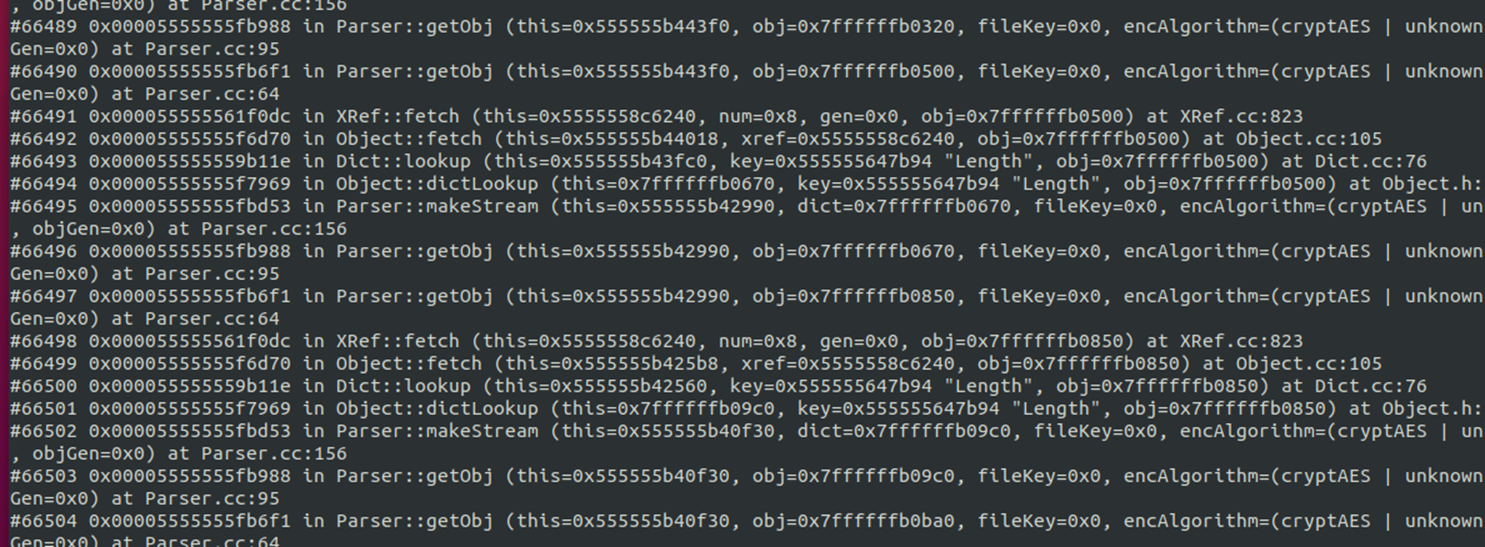 , objGen=0x0) at Parser.cc:156
#66489 0x00005555555fb988 in Parser::getObj (this=0x555555b443f0, obj=0x7ffffffb0320, fileKey=0x0, encAlgorithm=(cryptAES | unknown
Gen=0x0) at Parser.cc:95
#66490 0x00005555555fb6f1 in Parser::getObj (this=0x555555b443f0, obj=0x7ffffffb0500, fileKey=0x0, encAlgorithm=(cryptAES | unknown
Gen=0x0) at Parser.cc:64
#66491 0x000055555561f0dc in XRef::fetch (this=0x5555558c6240, num=0x8, gen=0x0, obj=0x7ffffffb0500) at XRef.cc:823
#66492 0x00005555555f6d70 in Object::fetch (this=0x555555b44018, xref=0x5555558c6240, obj=0x7ffffffb0500) at Object.cc:105
#66493 0x000055555559b11e in Dict::lookup (this=0x555555b43fc0, key=0x555555647b94 "Length", obj=0x7ffffffb0500) at Dict.cc:76
#66494 0x00005555555f7969 in Object::dictLookup (this=0x7ffffffb0670, key=0x555555647b94 "Length", obj=0x7ffffffb0500) at Object.h:
#66495 0x00005555555fbd53 in Parser::makeStream (this=0x555555b42990, dict=0x7ffffffb0670, fileKey=0x0, encAlgorithm=(cryptAES | un
, objGen=0x0) at Parser.cc:156
#66496 0x00005555555fb988 in Parser::getObj (this=0x555555b42990, obj=0x7ffffffb0670, fileKey=0x0, encAlgorithm=(cryptAES | unknown
Gen=0x0) at Parser.cc:95
#66497 0x00005555555fb6f1 in Parser::getObj (this=0x555555b42990, obj=0x7ffffffb0850, fileKey=0x0, encAlgorithm=(cryptAES | unknown
Gen=0x0) at Parser.cc:64
#66498 0x000055555561f0dc in XRef::fetch (this=0x5555558c6240, num=0x8, gen=0x0, obj=0x7ffffffb0850) at XRef.cc:823
#66499 0x00005555555f6d70 in Object::fetch (this=0x555555b425b8, xref=0x5555558c6240, obj=0x7ffffffb0850) at Object.cc:105
#66500 0x000055555559b11e in Dict::lookup (this=0x555555b42560, key=0x555555647b94 "Length", obj=0x7ffffffb0850) at Dict.cc:76
#66501 0x00005555555f7969 in Object::dictLookup (this=0x7ffffffb09c0, key=0x555555647b94 "Length", obj=0x7ffffffb0850) at Object.h:
#66502 0x00005555555fbd53 in Parser::makeStream (this=0x555555b40f30, dict=0x7ffffffb09c0, fileKey=0x0, encAlgorithm=(cryptAES | un
, objGen=0x0) at Parser.cc:156
#66503 0x00005555555fb988 in Parser::getObj (this=0x555555b40f30, obj=0x7ffffffb09c0, fileKey=0x0, encAlgorithm=(cryptAES | unknown
Gen=0x0) at Parser.cc:95
#66504 0x00005555555fb6f1 in Parser::getObj (this=0x555555b40f30, obj=0x7ffffffb0ba0, fileKey=0x0, encAlgorithm=(cryptAES | unknown
Gen=0x0) at Parser.cc:64